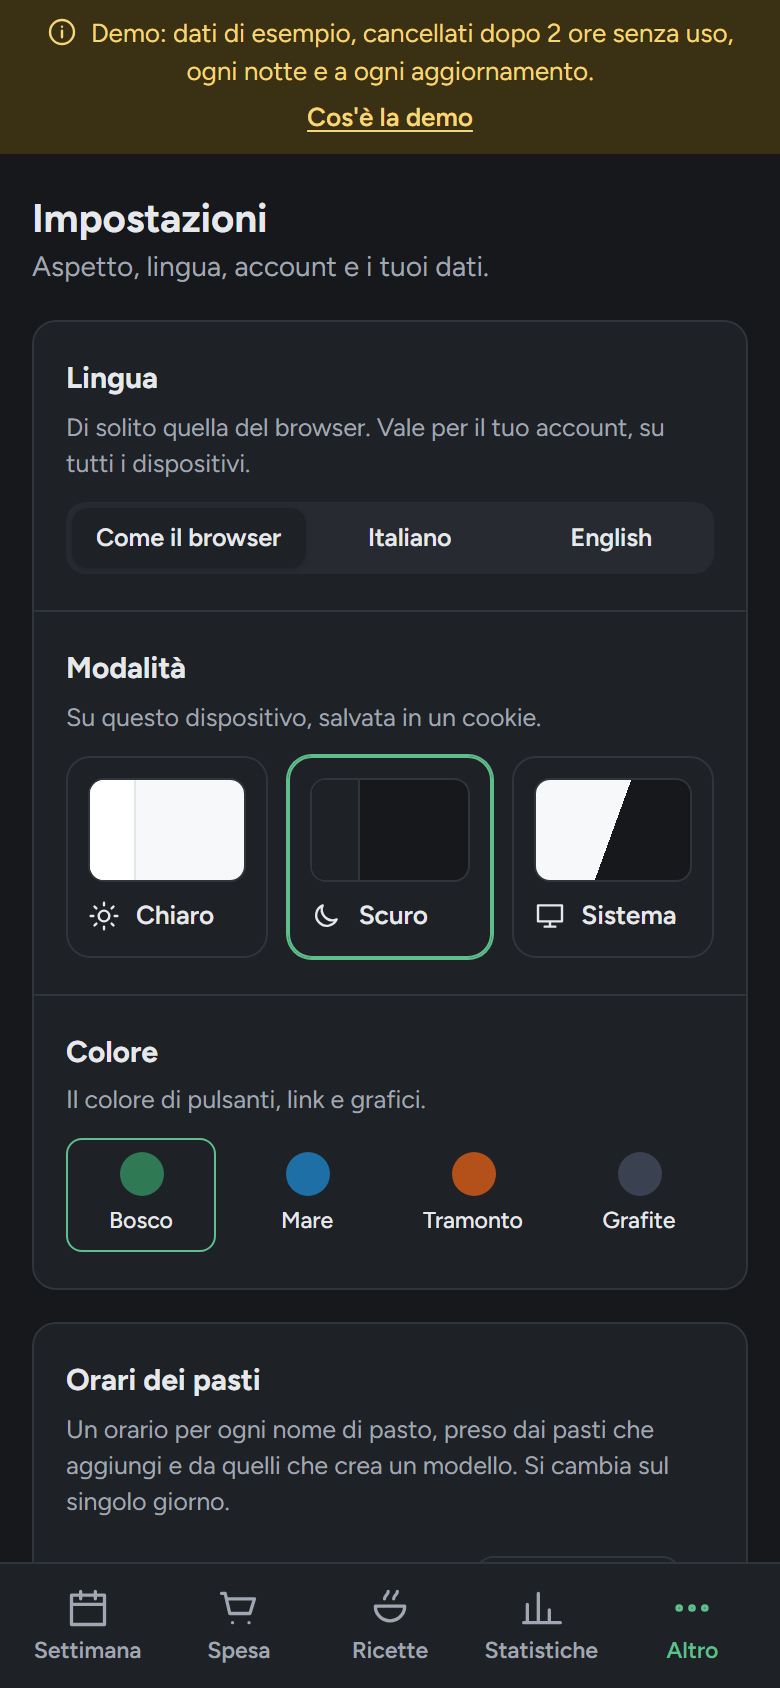 Demo: dati di esempio, cancellati dopo 2 ore senza uso,
ogni notte e a ogni aggiornamento.
Cos'è la demo
Impostazioni
Aspetto, lingua, account e i tuoi dati.
Lingua
Di solito quella del browser. Vale per il tuo account, su
tutti i dispositivi.
Come il browser Italiano English
Modalità
Su questo dispositivo, salvata in un cookie.
Chiaro Scuro Sistema
Colore
Il colore di pulsanti, link e grafici.
Bosco Mare Tramonto Grafite
Orari dei pasti
Un orario per ogni nome di pasto, preso dai pasti che
aggiungi e da quelli che crea un modello. Si cambia sul
singolo giorno.
Settimana Spesa Ricette Statistiche Altro